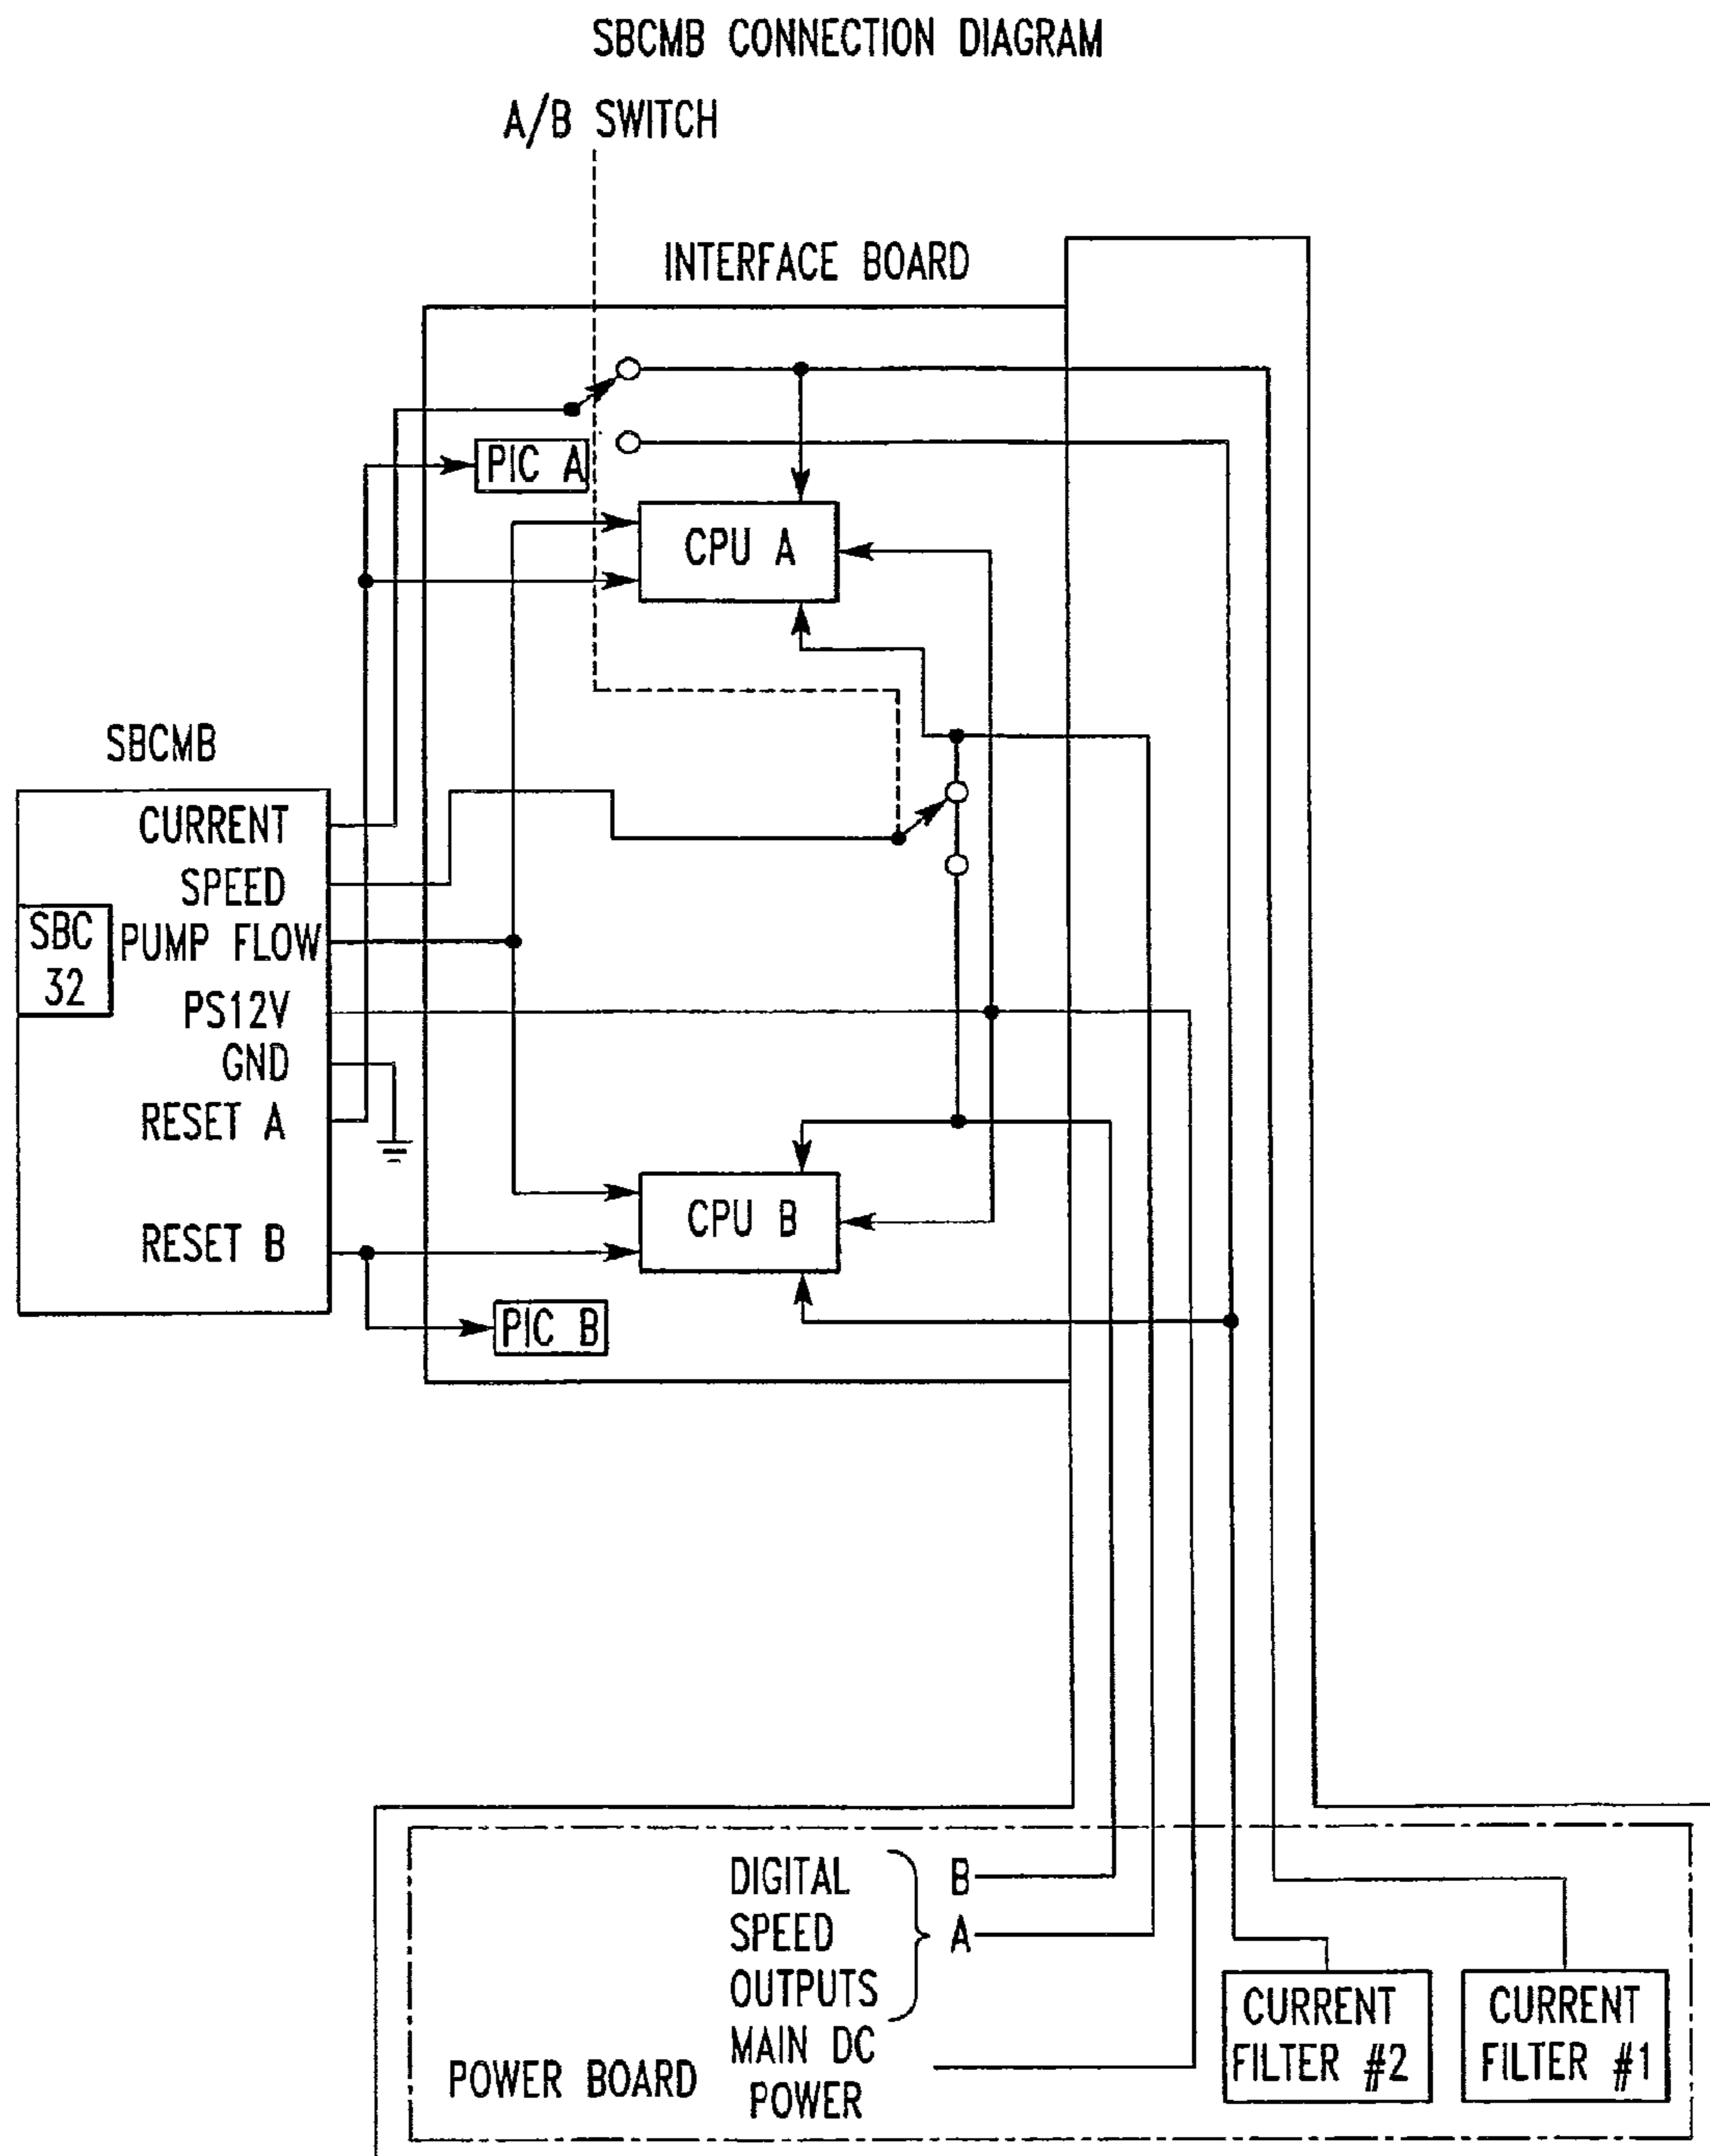 SBCMB CONNECTION DIAGRAM
A/B SWITCH
INTERFACE BOARD
PIC A
CPU A
SBCMB
CURRENT
SPEED
SBC
32
PUMP FLOW
PS12V
GND
RESET A
RESET B
CPU B
PIC B
DIGITAL
SPEED
OUTPUTS
B
A
MAIN DC
POWER
POWER BOARD
CURRENT
FILTER #2
CURRENT
FILTER #1